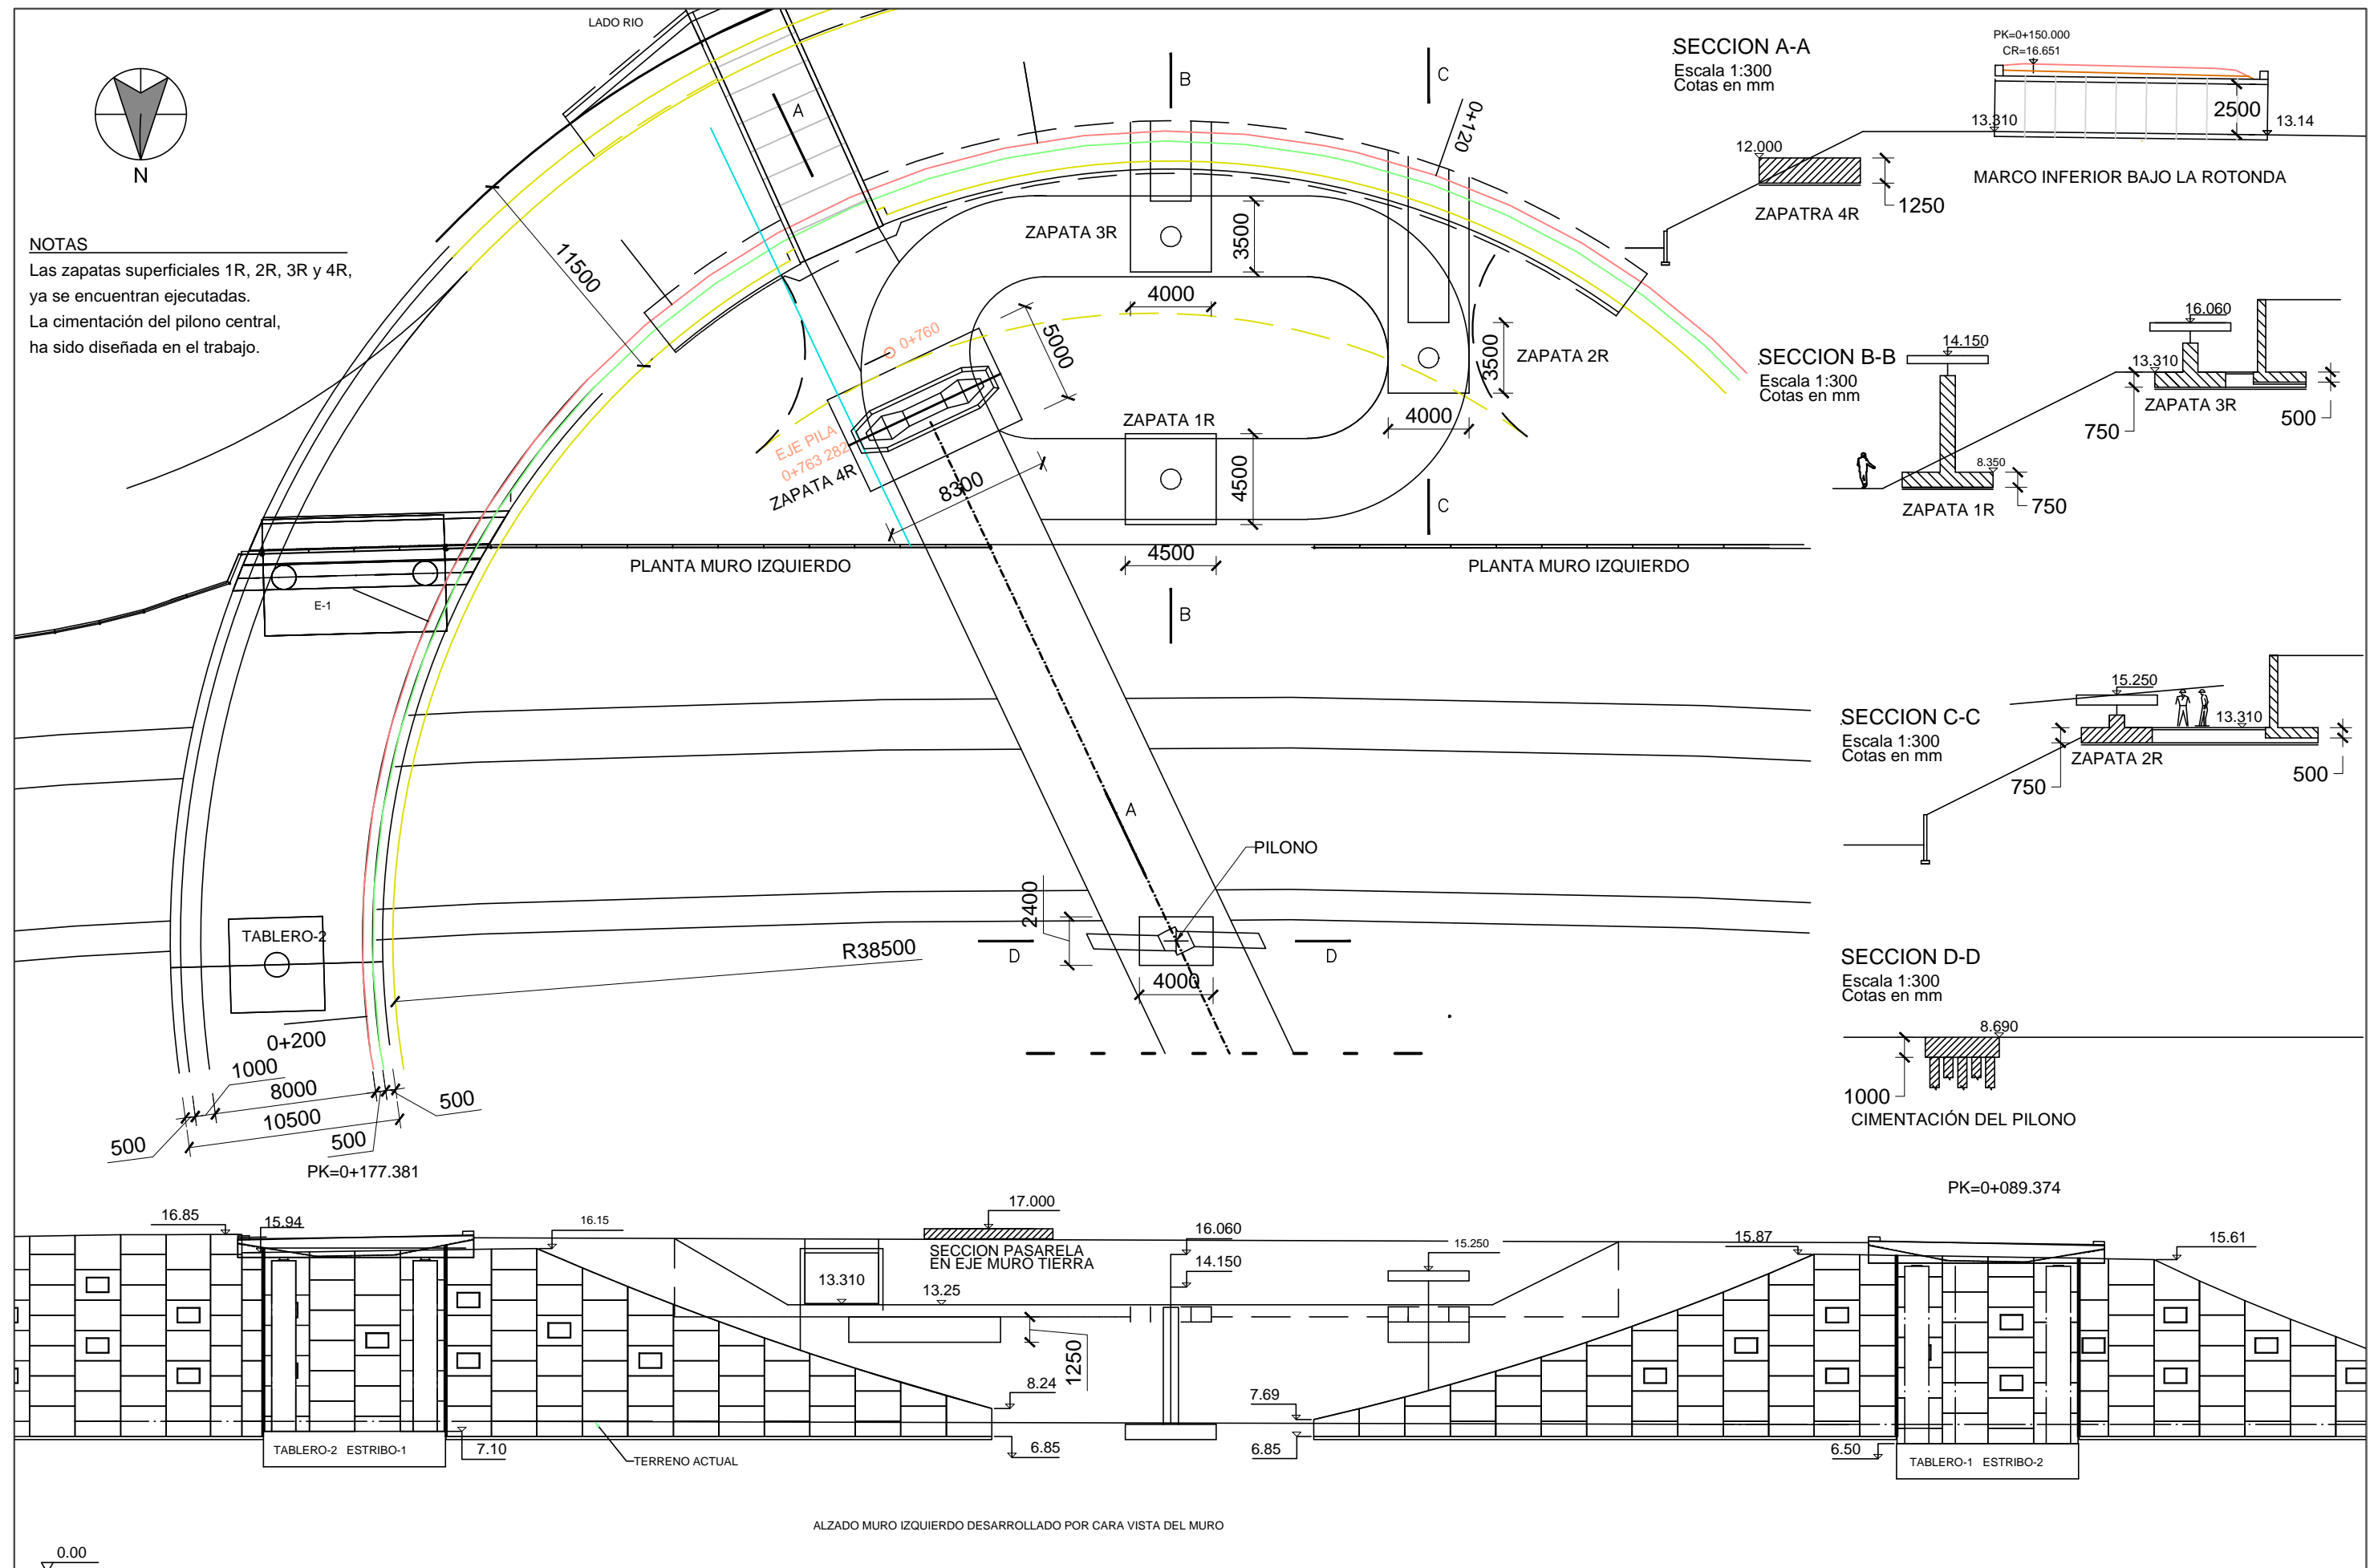 LADO RIO
N
NOTAS
Las zapatas superficiales 1R, 2R, 3R y 4R,
ya se encuentran ejecutadas.
La cimentación del pilono central,
ha sido diseñada en el trabajo.
A
B
C
0+120
11500
ZAPATA 3R
3500
4000
5000
0+760
3500
ZAPATA 2R
4000
ZAPATA 1R
EJE PILA
0+763 282
ZAPATA 4R
8300
4500
4500
C
PLANTA MURO IZQUIERDO
PLANTA MURO IZQUIERDO
B
E-1
A
PILONO
2400
TABLERO-2
R38500
D
D
4000
0+200
1000
8000
500
10500
500
500
PK=0+177.381
SECCION A-A
Escala 1:300
Cotas en mm
PK=0+150.000
CR=16.651
2500
13.310
13.14
12.000
MARCO INFERIOR BAJO LA ROTONDA
1250
ZAPATRA 4R
SECCION B-B
Escala 1:300
Cotas en mm
16.060
14.150
13.310
ZAPATA 3R
750
500
8.350
ZAPATA 1R
750
SECCION C-C
Escala 1:300
Cotas en mm
15.250
13.310
ZAPATA 2R
750
500
SECCION D-D
Escala 1:300
Cotas en mm
8.690
1000
CIMENTACIÓN DEL PILONO
PK=0+089.374
16.85
15.94
16.15
17.000
SECCION PASARELA
EN EJE MURO TIERRA
16.060
14.150
15.250
15.87
15.61
13.310
13.25
1250
8.24
7.69
7.10
6.85
6.85
6.50
TABLERO-2 ESTRIBO-1
TERRENO ACTUAL
TABLERO-1 ESTRIBO-2
ALZADO MURO IZQUIERDO DESARROLLADO POR CARA VISTA DEL MURO
0.00